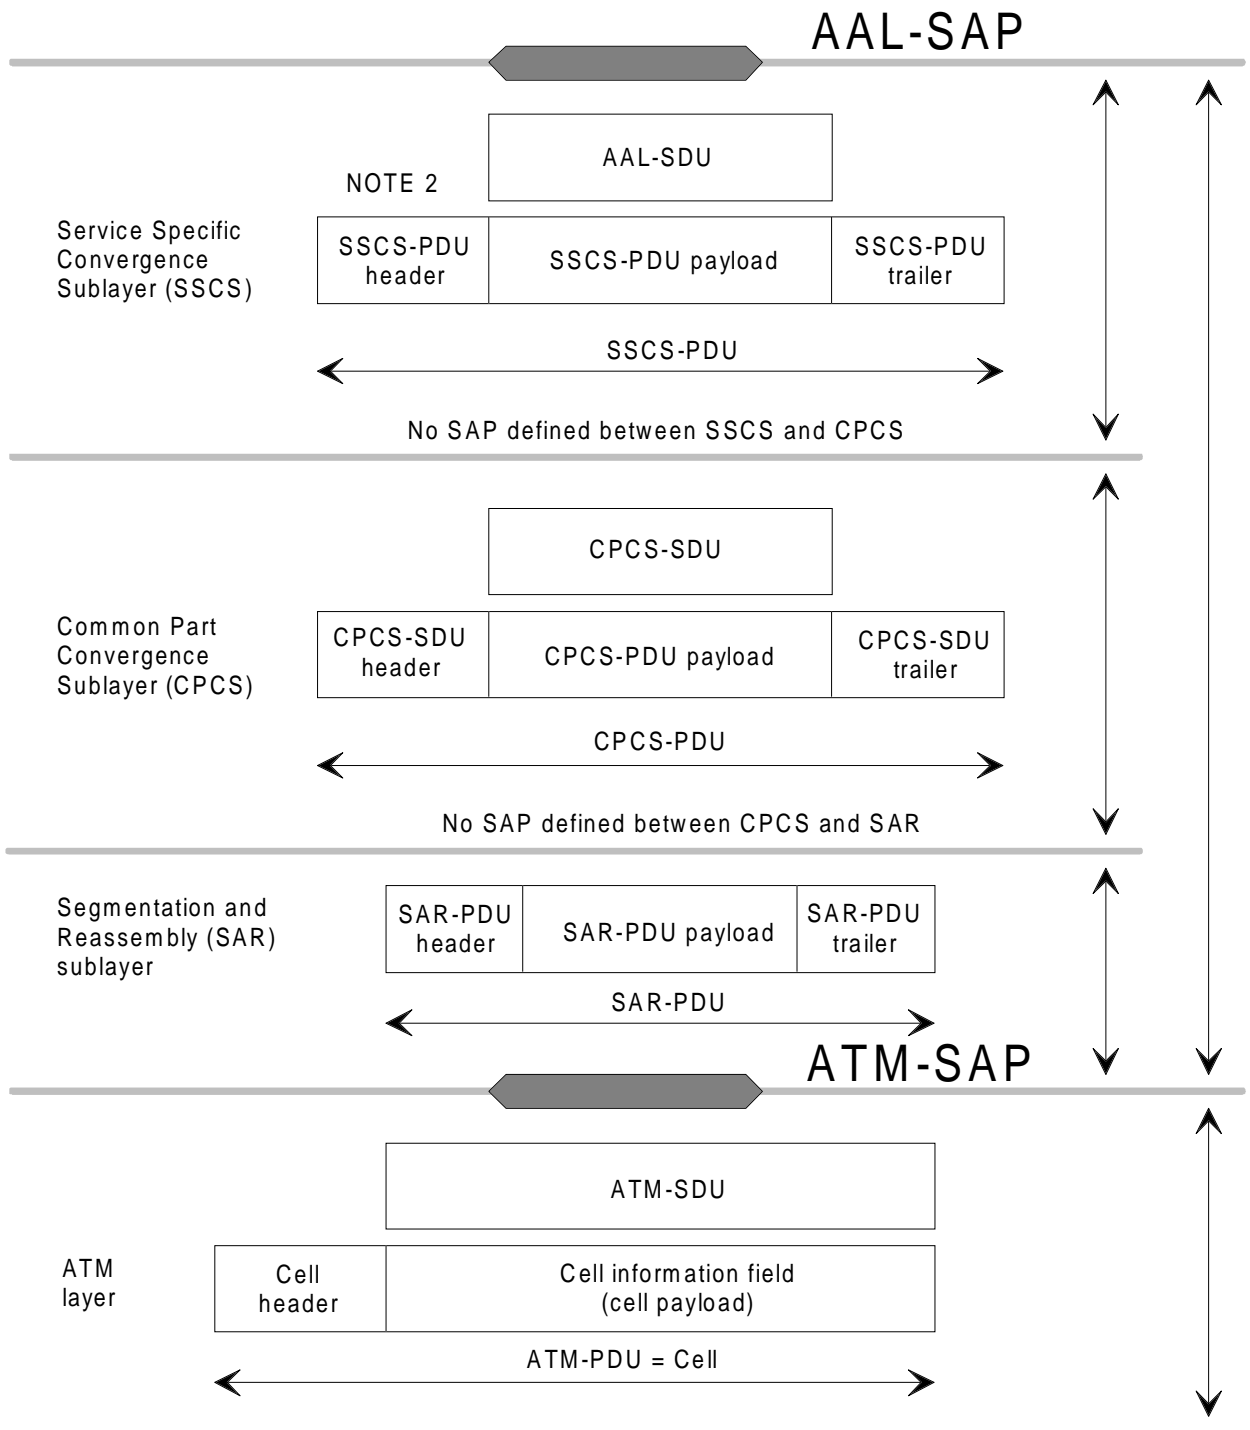 AAL-SAP
AAL-SDU
NOTE 2
Service Specific
Convergence
Sublayer (SSCS)
SSCS-PDU
header
SSCS-PDU payload
SSCS-PDU
trailer
SSCS-PDU
No SAP defined between SSCS and CPCS
CPCS-SDU
Common Part
Convergence
Sublayer (CPCS)
CPCS-SDU
header
CPCS-PDU payload
CPCS-SDU
trailer
CPCS-PDU
No SAP defined between CPCS and SAR
Segmentation and
Reassembly (SAR)
sublayer
SAR-PDU
header
SAR-PDU payload
SAR-PDU
trailer
SAR-PDU
ATM-SAP
ATM-SDU
ATM
layer
Cell
header
Cell information field
(cell payload)
ATM-PDU = Cell